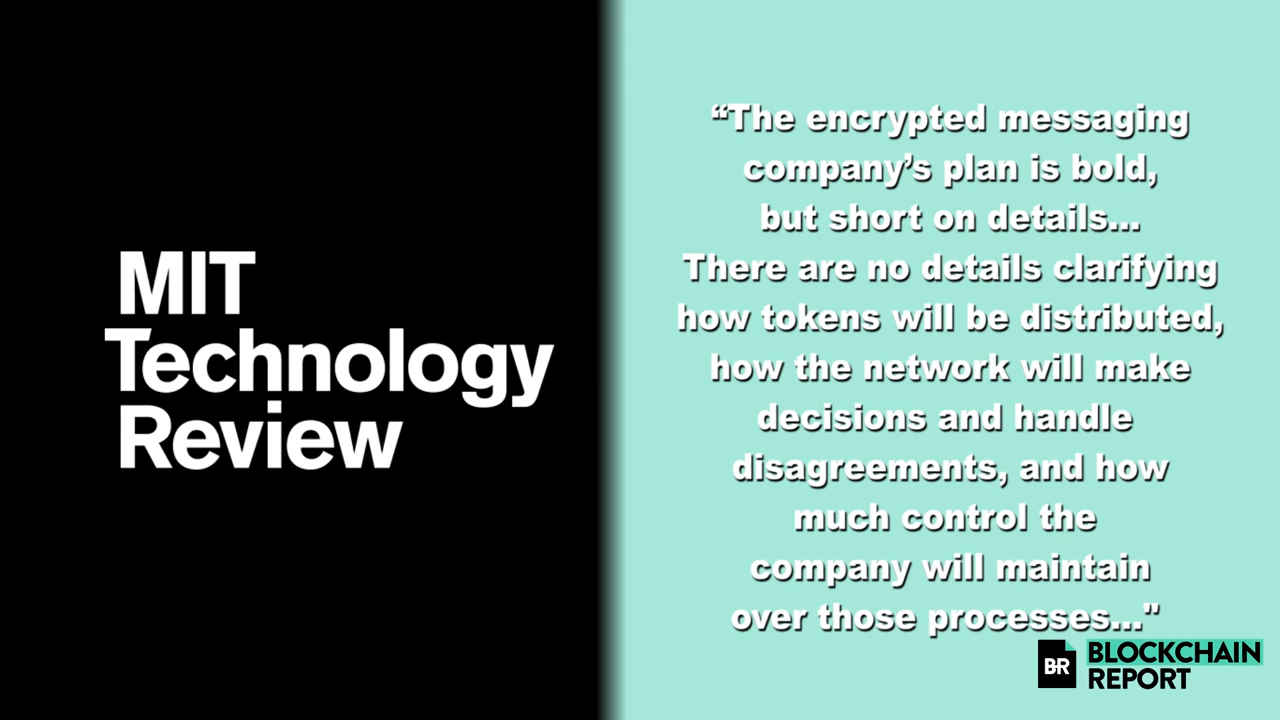 MIT
Technology
Review
“The encrypted messaging
company’s plan is bold,
but short on details...
There are no details clarifying
how tokens will be distributed,
how the network will make
decisions and handle
disagreements, and how
much control the
company will maintain
over those processes..."
BR
BLOCKCHAIN
REPORT